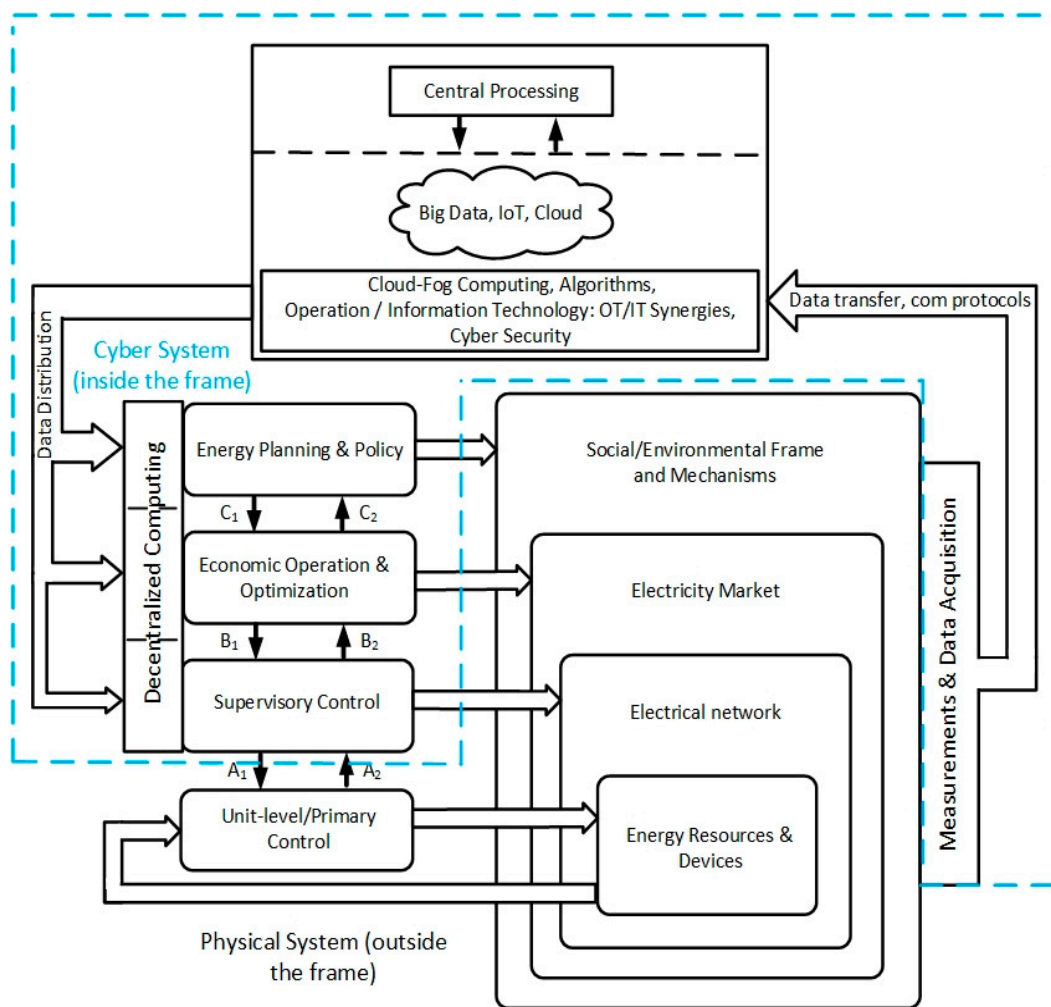 Central Processing
Big Data, IoT, Cloud
Cloud-Fog Computing, Algorithms,
Operation / Information Technology: OT/IT Synergies,
Cyber Security
Data transfer, com protocols
Data Distribution
Cyber System
(inside the frame)
Decentralized Computing
Energy Planning & Policy
C1
C2
Economic Operation &
Optimization
B1
B2
Supervisory Control
A1
A2
Unit-level/Primary
Control
Social/Environmental Frame
and Mechanisms
Electricity Market
Electrical network
Energy Resources &
Devices
Measurements & Data Acquisition
Physical System (outside
the frame)